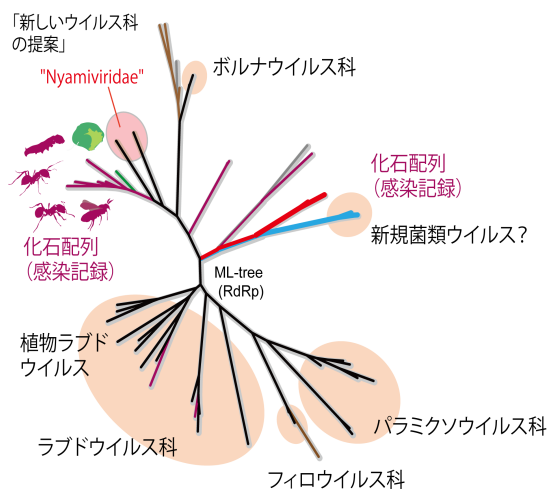 「新しいウイルス科
の提案」
"Nyamiviridae"
ボルナウイルス科
化石配列
（感染記録）
新規菌類ウイルス？
化石配列
（感染記録）
ML-tree
(RdRp)
植物ラブド
ウイルス
ラブドウイルス科
パラミクソウイルス科
フィロウイルス科